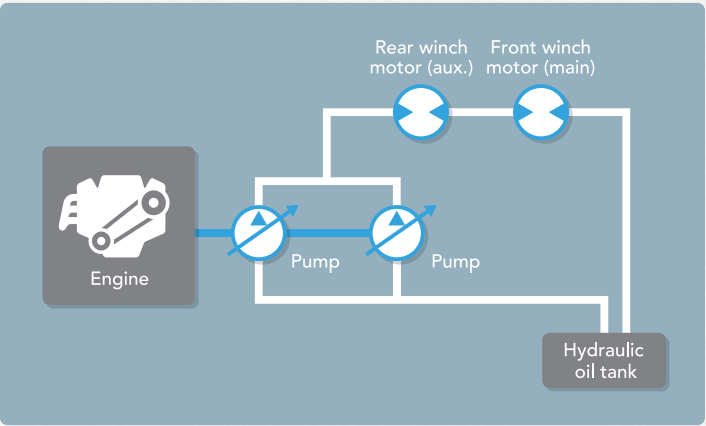 Rear winch
motor (aux.)
Front winch
motor (main)
Engine
Pump
Pump
Hydraulic
oil tank